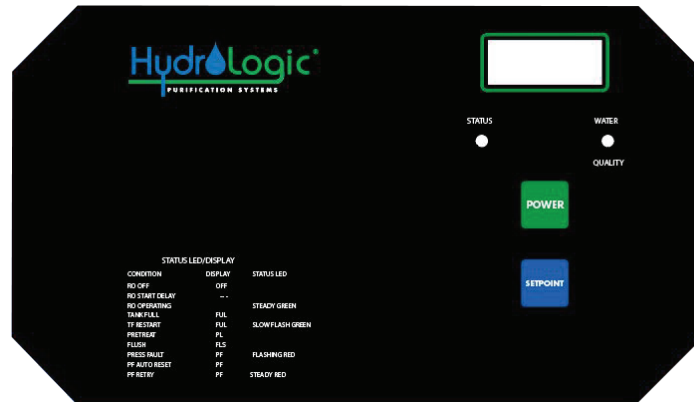 HydroLogic
PURIFICATION SYSTEMS
STATUS WATER
QUALITY
POWER
SETPOINT
STATUS LED/DISPLAY
CONDITION DISPLAY STATUS LED
RO OFF OFF
RO START DELAY -- -
RO OPERATING STEADY GREEN
TANK FULL FUL
TF RESTART FUL SLOW FLASH GREEN
PRETREAT PL
FLUSH FLS
PRESS FAULT PF FLASHING RED
PF AUTO RESET PF
PF RETRY PF STEADY RED